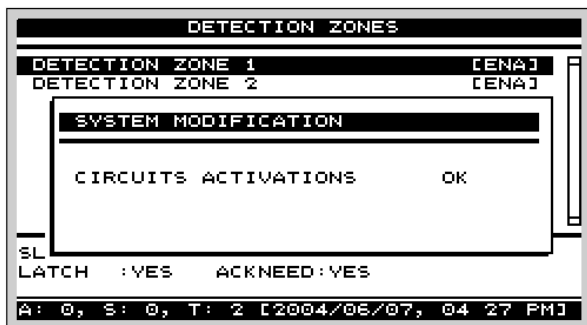 DETECTION ZONES
DETECTION ZONE 1 [ENA]
DETECTION ZONE 2 [ENA]
SYSTEM MODIFICATION
CIRCUITS ACTIVATIONS OK
SL
LATCH :YES ACKNEED:YES
A: 0, S: 0, T: 2 [2004/06/07, 04 27 PM]